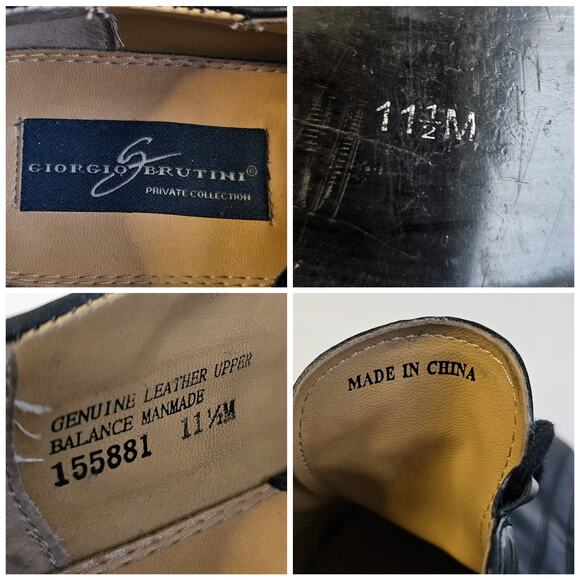 GIORGIO BRUTINI®
PRIVATE COLLECTION
11½M
GENUINE LEATHER UPPER
BALANCE MANMADE
155881 11½M
MADE IN CHINA